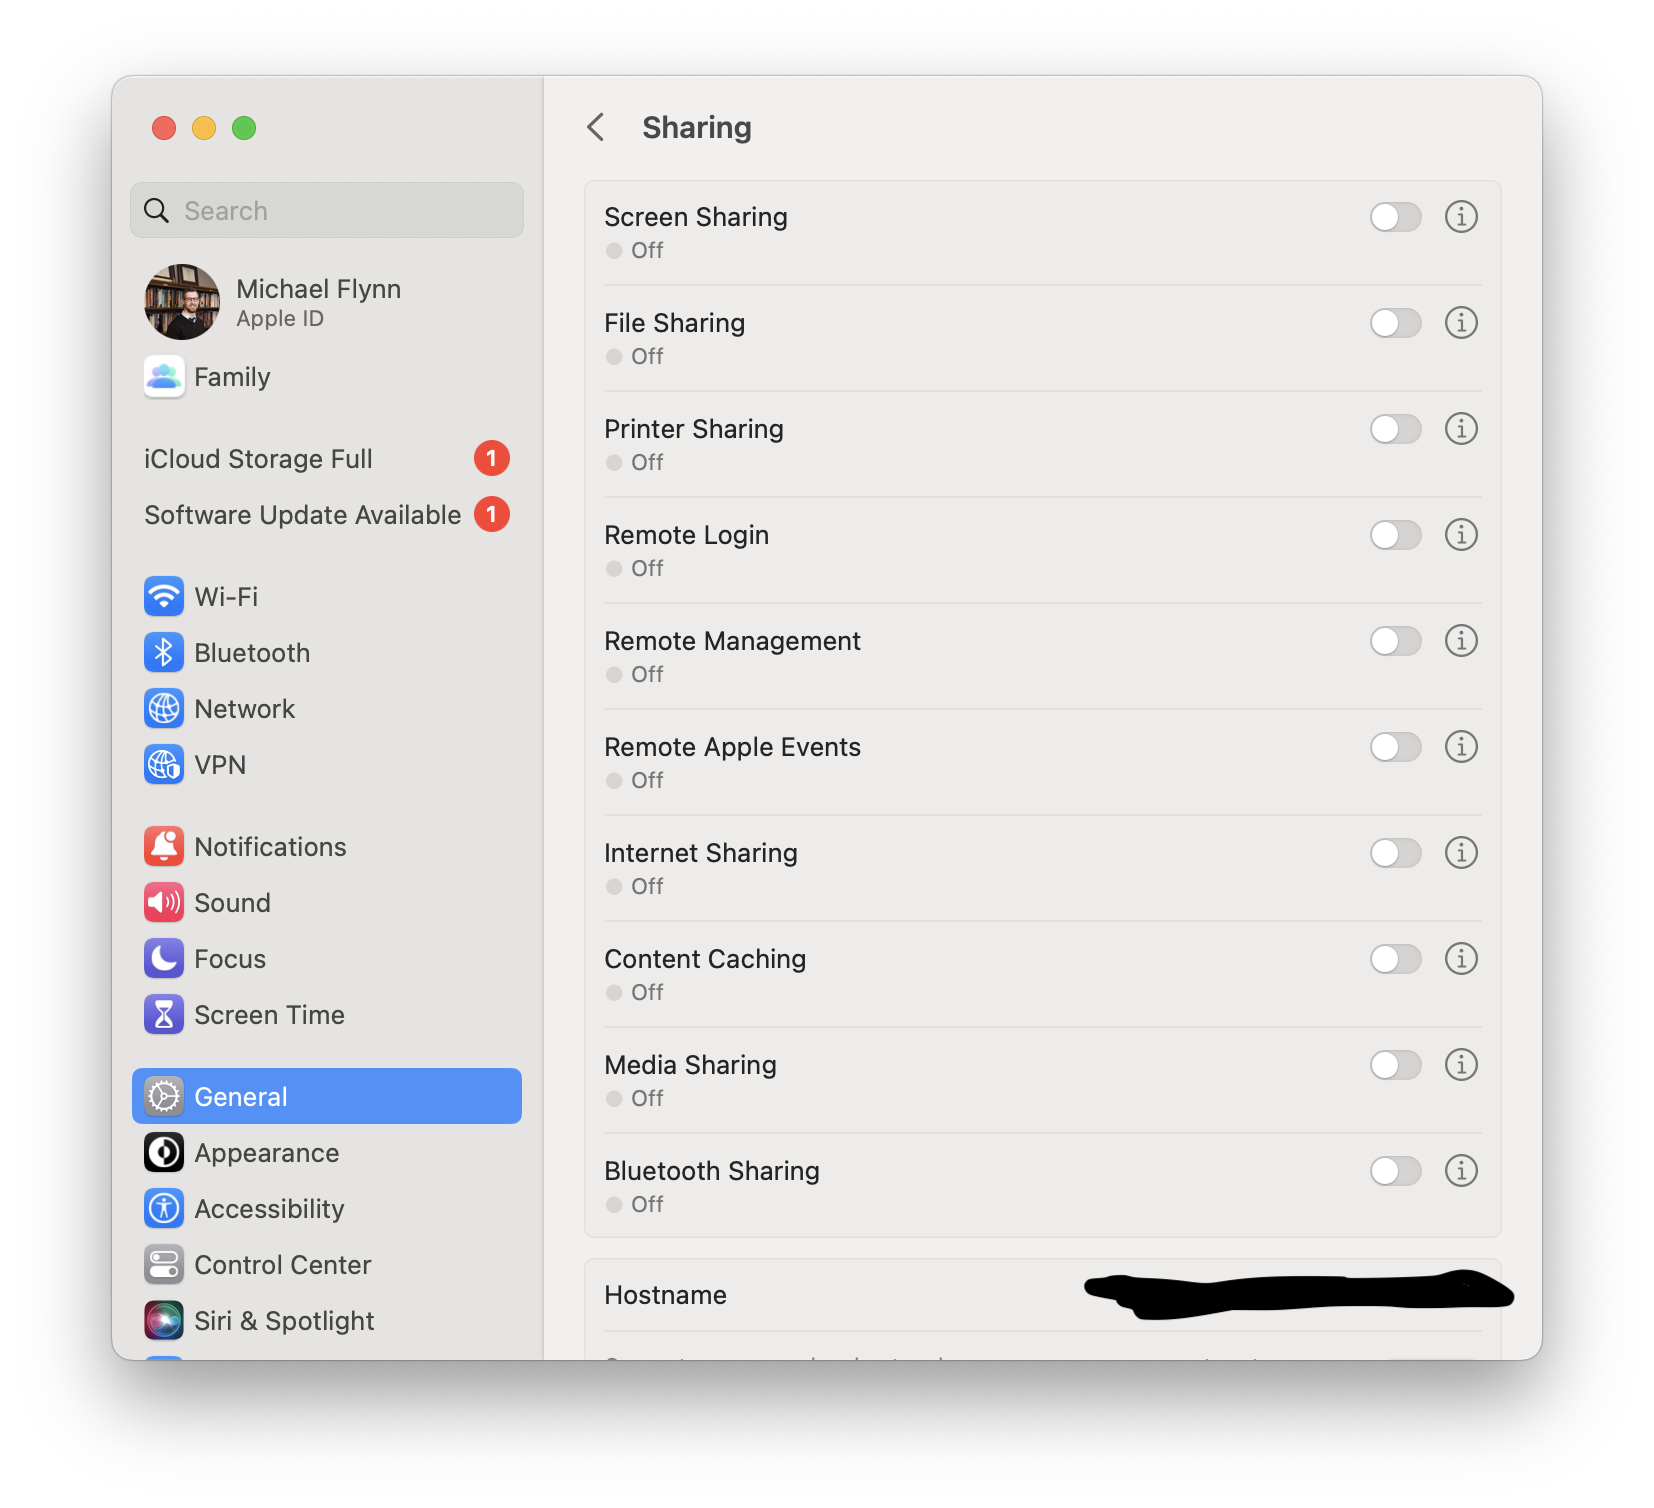 Search
Michael Flynn
Apple ID
Family
iCloud Storage Full 1
Software Update Available 1
Wi-Fi
Bluetooth
Network
VPN
Notifications
Sound
Focus
Screen Time
General
Appearance
Accessibility
Control Center
Siri & Spotlight
Sharing
Screen Sharing
Off
File Sharing
Off
Printer Sharing
Off
Remote Login
Off
Remote Management
Off
Remote Apple Events
Off
Internet Sharing
Off
Content Caching
Off
Media Sharing
Off
Bluetooth Sharing
Off
Hostname